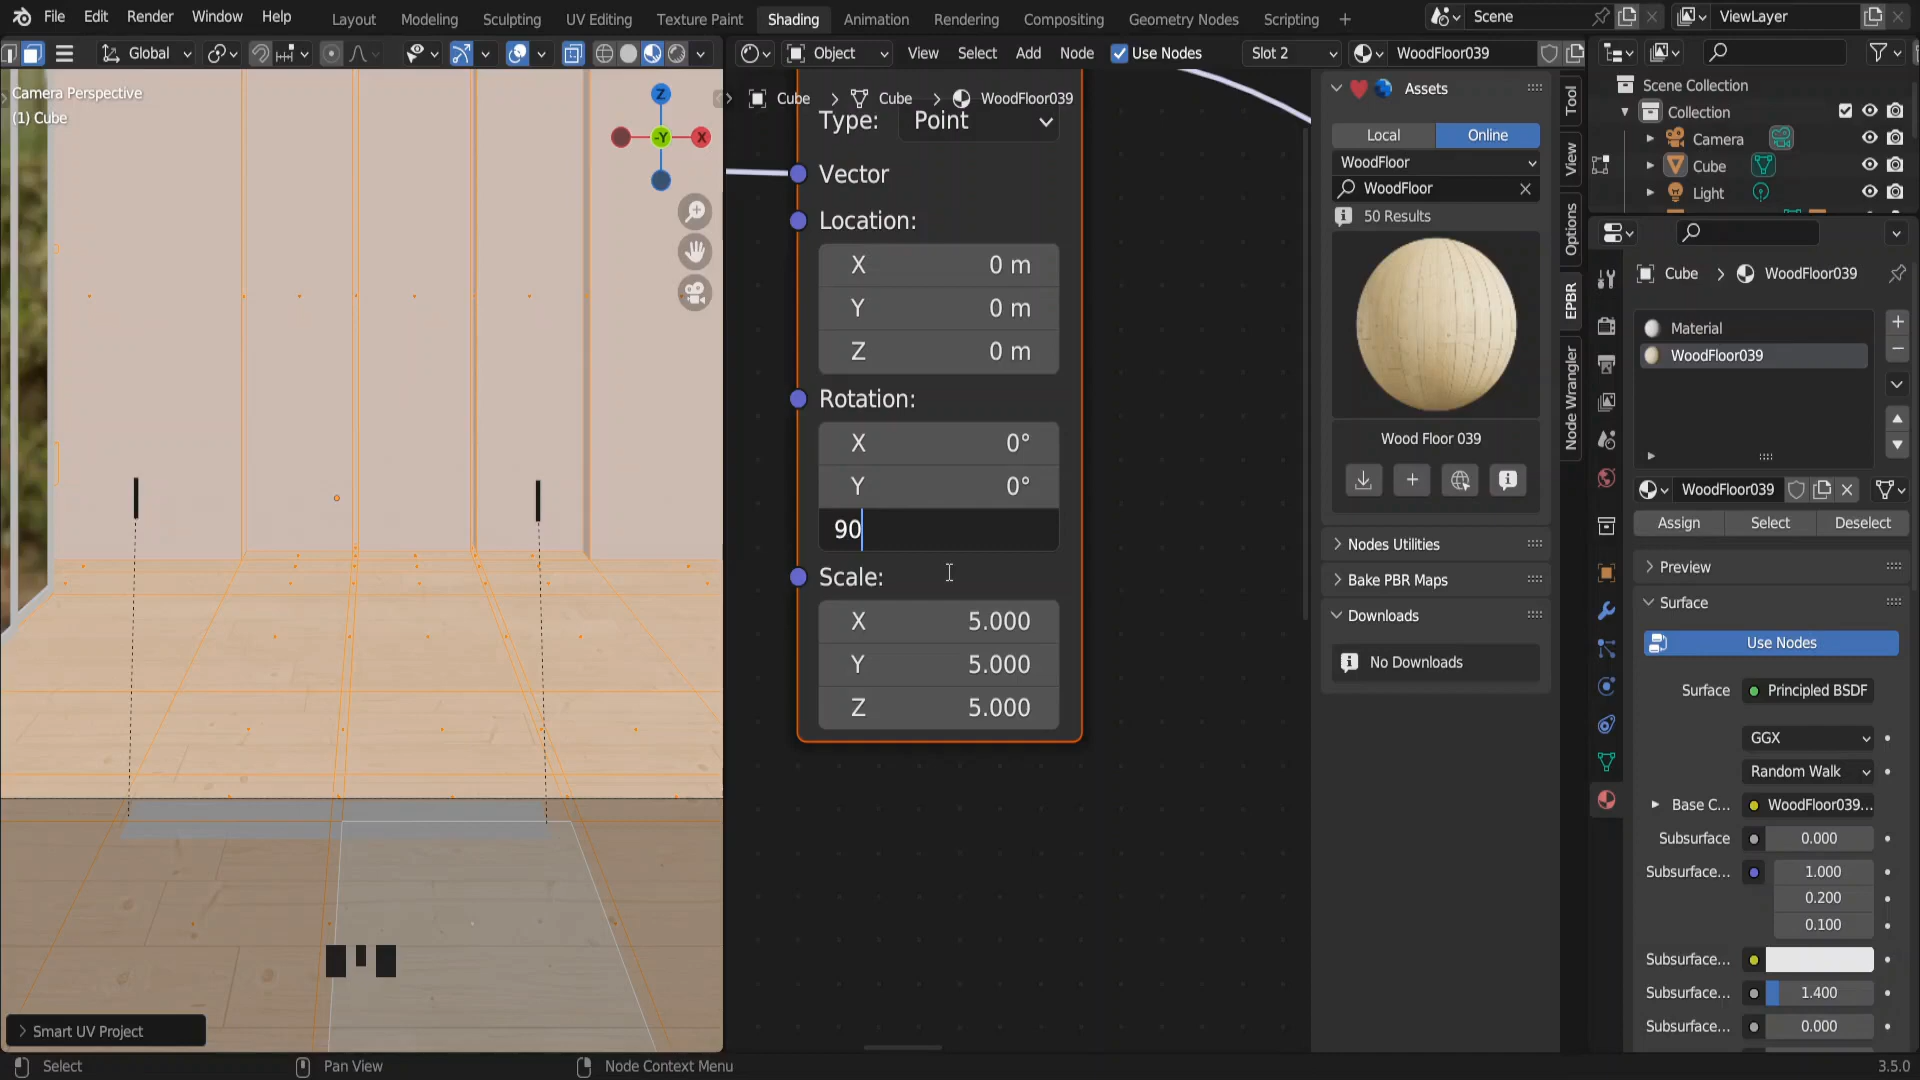 File Edit Render Window Help Layout Modeling Sculpting UV Editing Texture Paint Shading Animation Rendering Compositing Geometry Nodes Scripting + Scene ViewLayer
Global Object View Select Add Node Use Nodes Slot 2 WoodFloor039
Camera Perspective
(1) Cube
Z
-Y
X
Cube > Cube > WoodFloor039
Type: Point
Vector
Location:
X 0 m
Y 0 m
Z 0 m
Rotation:
X 0°
Y 0°
90
Scale:
X 5.000
Y 5.000
Z 5.000
Assets
Local Online
WoodFloor
WoodFloor
50 Results
Wood Floor 039
Nodes Utilities
Bake PBR Maps
Downloads
No Downloads
Tool
View
Options
EPBR
Node Wrangler
Scene Collection
Collection
Camera
Cube
Light
Cube > WoodFloor039
Material
WoodFloor039
WoodFloor039
Assign Select Deselect
Preview
Surface
Use Nodes
Surface Principled BSDF
GGX
Random Walk
Base C... WoodFloor039...
Subsurface 0.000
Subsurface... 1.000
0.200
0.100
Subsurface...
Subsurface... 1.400
Subsurface... 0.000
Smart UV Project
Select Pan View Node Context Menu 3.5.0